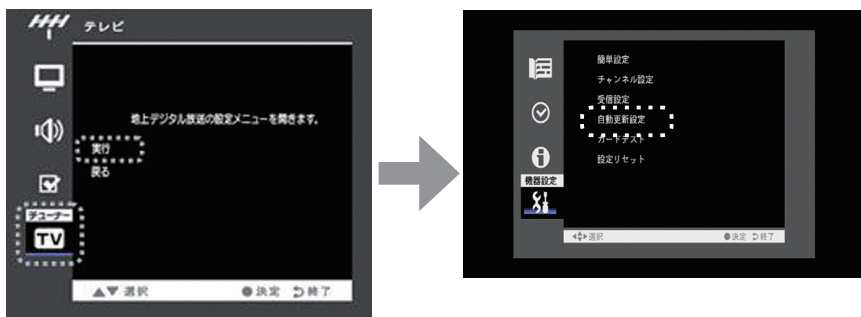 テレビ
地上デジタル放送の設定メニューを開きます。
実行
戻る
チューナー
TV
▲▼ 選択 ●決定 ⮌終了
簡単設定
チャンネル設定
受信設定
自動更新設定
カードテスト
設定リセット
機器設定
選択 ●決定 ⮌終了